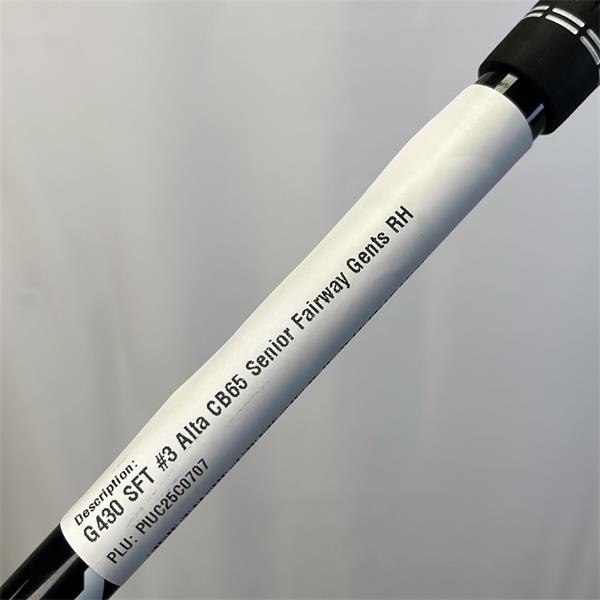 Description:
G430 SFT #3 Alta CB65 Senior Fairway Gents RH
PLU: PIUC25C0707